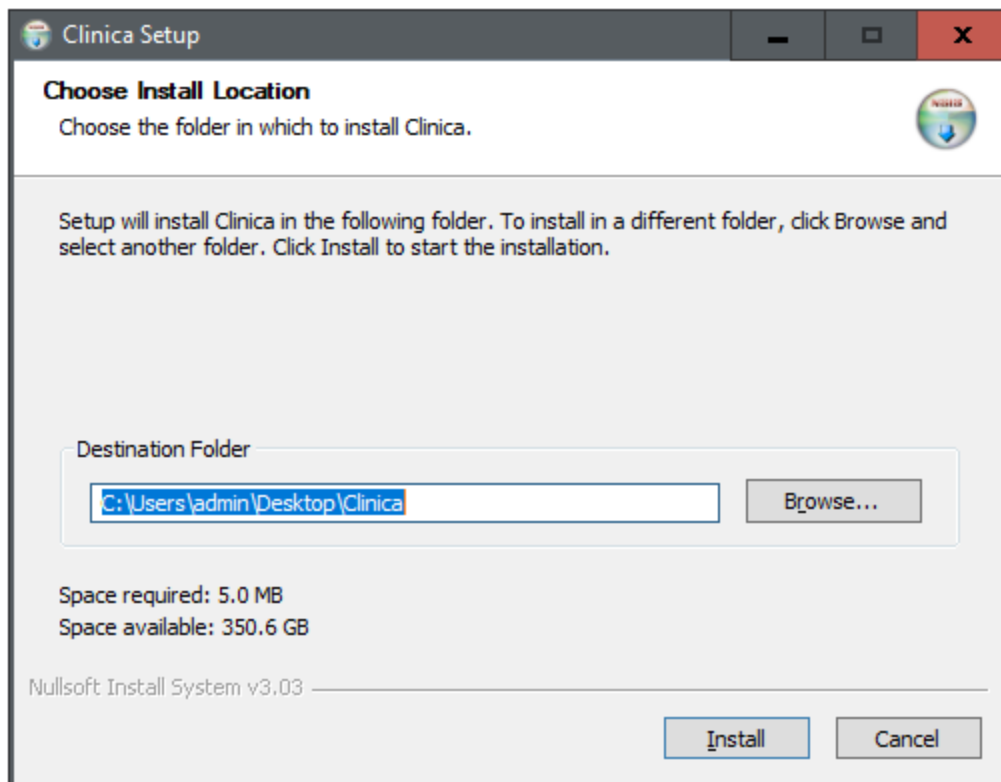 Clinica Setup
Choose Install Location
Choose the folder in which to install Clinica.
Setup will install Clinica in the following folder. To install in a different folder, click Browse and
select another folder. Click Install to start the installation.
Destination Folder
C:\Users\admin\Desktop\Clinica
Browse...
Space required: 5.0 MB
Space available: 350.6 GB
Nullsoft Install System v3.03
Install
Cancel